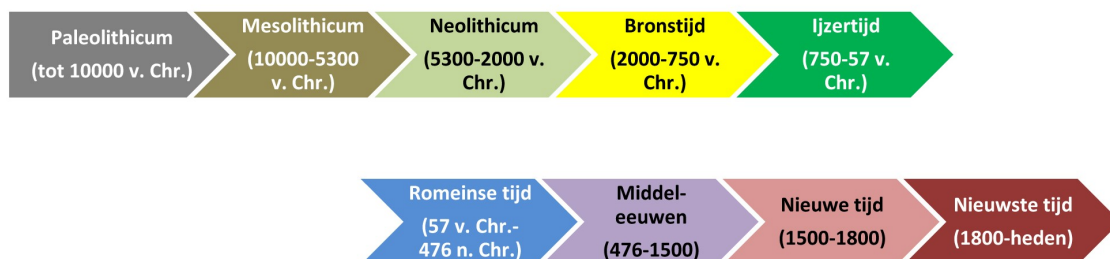 Paleolithicum
(tot 10000 v. Chr.)
Mesolithicum
(10000-5300
v. Chr.)
Neolithicum
(5300-2000 v.
Chr.)
Bronstijd
(2000-750 v.
Chr.)
Ijzertijd
(750-57 v.
Chr.)
Romeinse tijd
(57 v. Chr.-
476 n. Chr.)
Middel-
eeuwen
(476-1500)
Nieuwe tijd
(1500-1800)
Nieuwste tijd
(1800-heden)